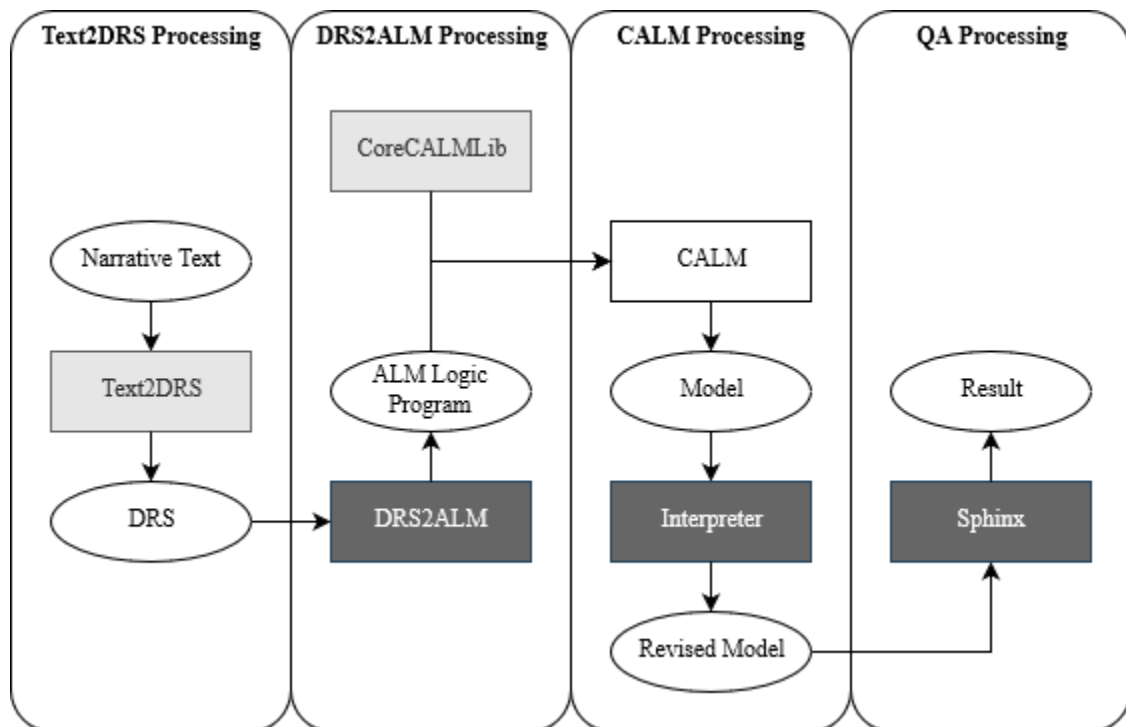 Text2DRS Processing
DRS2ALM Processing
CALM Processing
QA Processing
CoreCALMLib
Narrative Text
CALM
Text2DRS
ALM Logic
Program
Model
Result
DRS
DRS2ALM
Interpreter
Sphinx
Revised Model